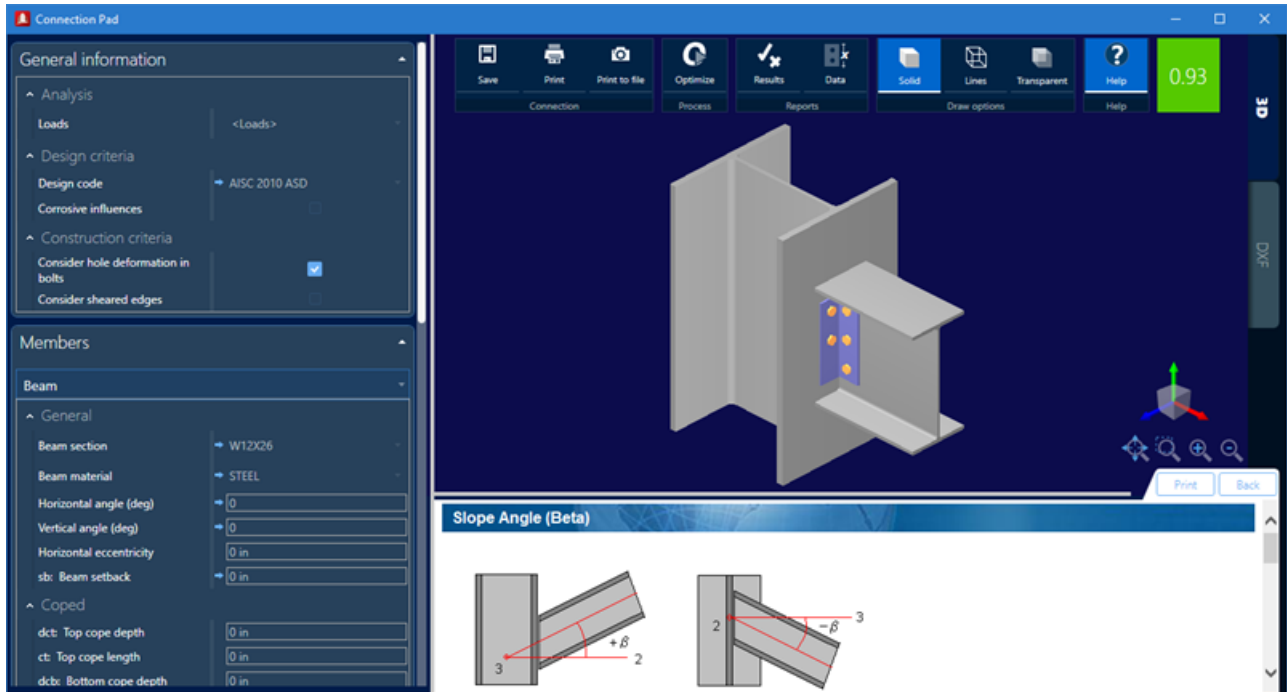 Connection Pad
General information
Analysis
Loads <Loads>
Design criteria
Design code AISC 2010 ASD
Corrosive influences
Construction criteria
Consider hole deformation in
bolts
Consider sheared edges
Members
Beam
General
Beam section W12X26
Beam material STEEL
Horizontal angle (deg) 0
Vertical angle (deg) 0
Horizontal eccentricity 0 in
sb: Beam setback 0 in
Coped
dct: Top cope depth 0 in
ct: Top cope length 0 in
dcb: Bottom cope depth 0 in
Save Print Print to file Optimize Results Data Solid Lines Transparent Help 0.93
Connection Process Reports Draw options Help
3D
DXF
Print Back
Slope Angle (Beta)
+β 2
3
2 -β 3